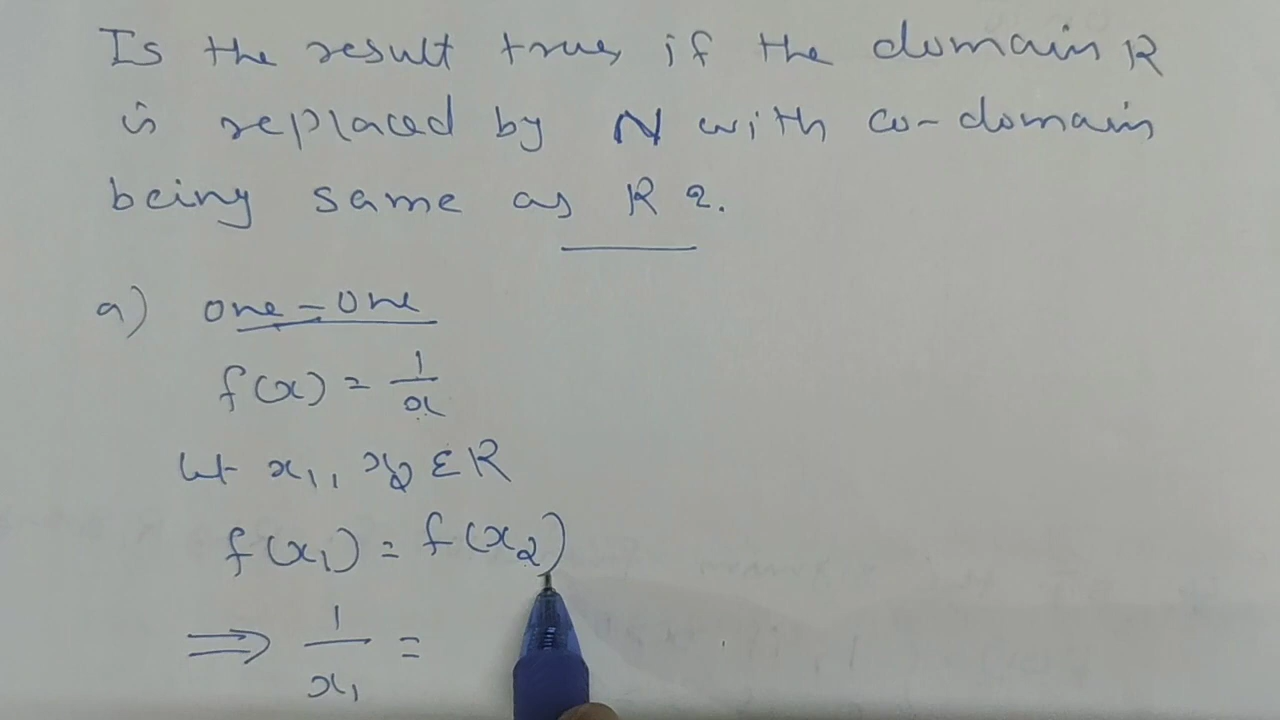 Is the result true, if the domain R
is replaced by N with co-domain
being same as R ?.
a) one-one
f(x) = 1/x
let x1, x2 ∈ R
f(x1) = f(x2)
⇒ 1/x1 =